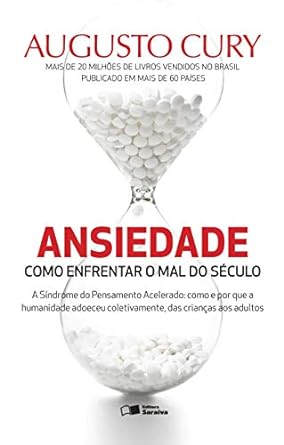 AUGUSTO CURY
MAIS DE 20 MILHÕES DE LIVROS VENDIDOS NO BRASIL
PUBLICADO EM MAIS DE 60 PAÍSES
ANSIEDADE
COMO ENFRENTAR O MAL DO SÉCULO
A Síndrome do Pensamento Acelerado: como e por que a
humanidade adoeceu coletivamente, das crianças aos adultos
Editora
Saraiva